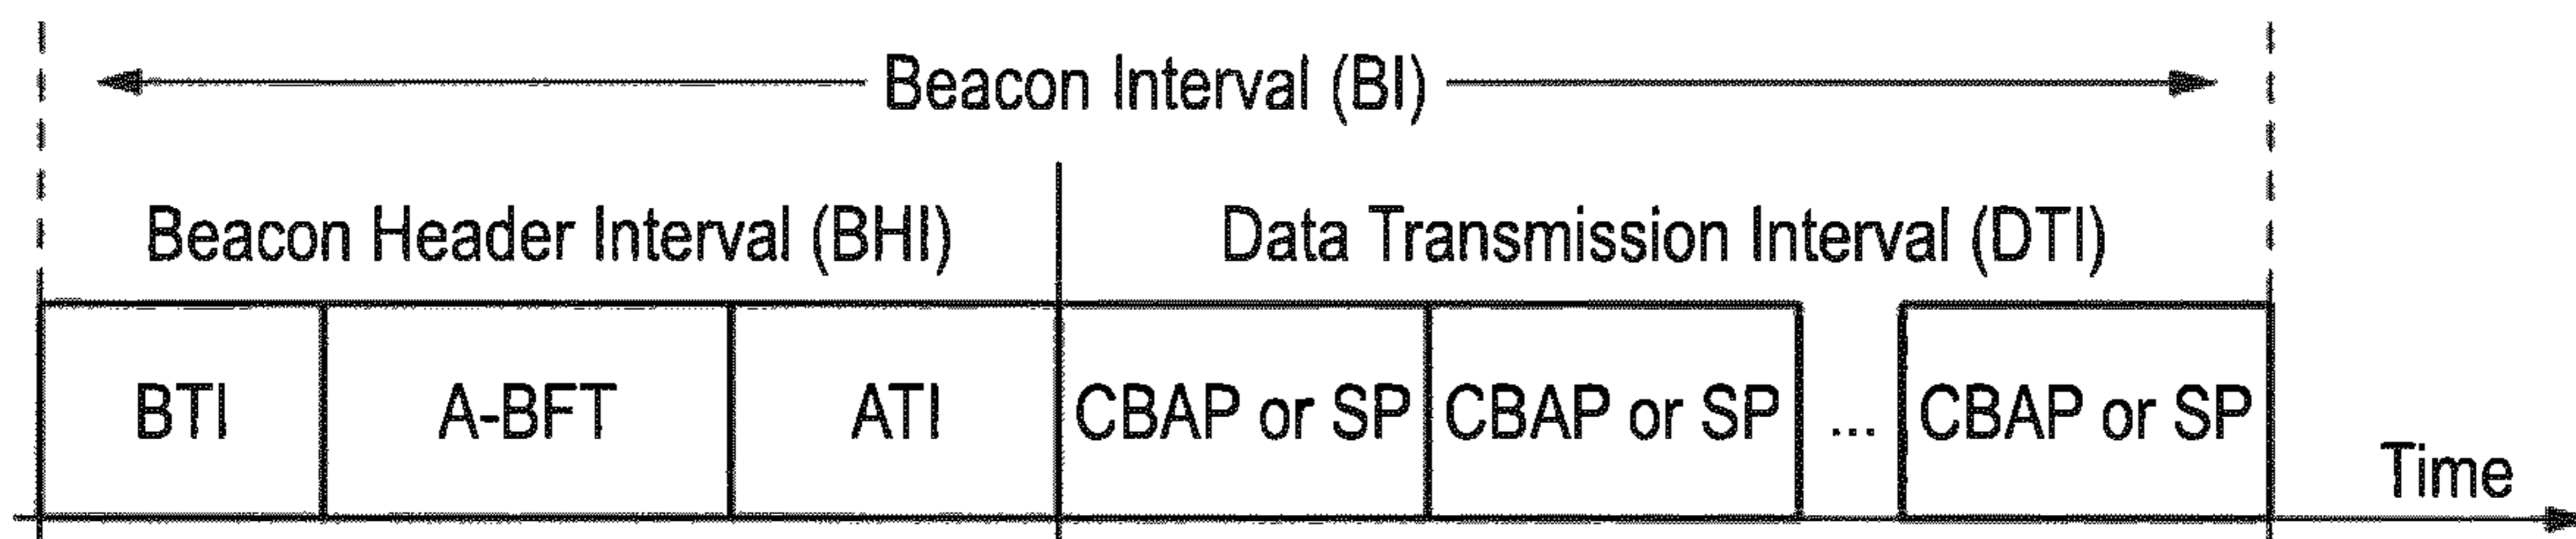 Beacon Interval (BI)
Beacon Header Interval (BHI) Data Transmission Interval (DTI)
BTI A-BFT ATI CBAP or SP CBAP or SP ... CBAP or SP
Time